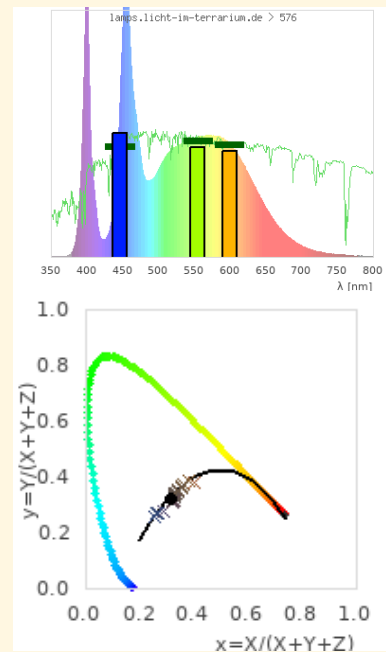 lamps.licht-im-terrarium.de > 576
350 400 450 500 550 600 650 700 750 800
λ [nm]
1.0
0.8
0.6
0.4
0.2
0.0
y=Y/(X+Y+Z)
0.0 0.2 0.4 0.6 0.8 1.0
x=X/(X+Y+Z)